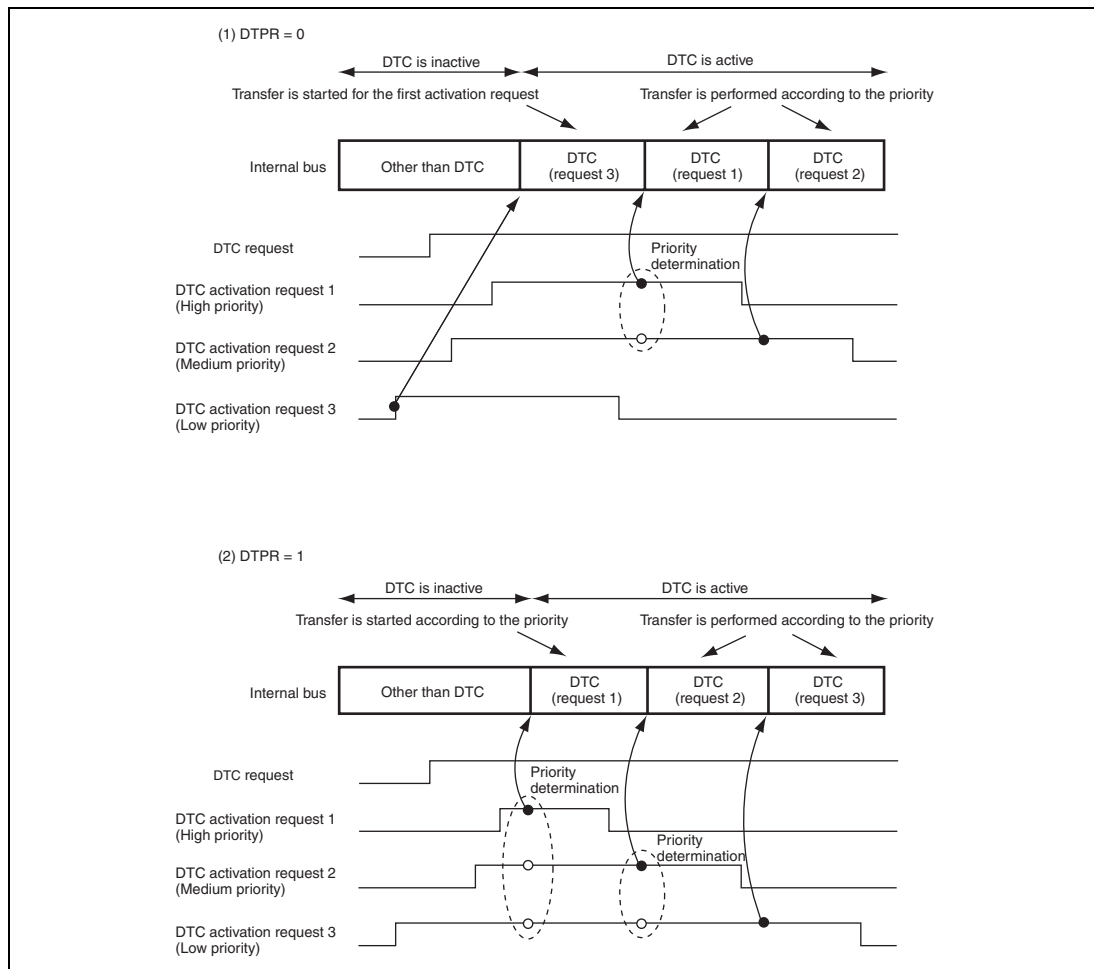 (1) DTPR = 0
DTC is inactive
DTC is active
Transfer is started for the first activation request
Transfer is performed according to the priority
Internal bus
Other than DTC
DTC
(request 3)
DTC
(request 1)
DTC
(request 2)
DTC request
Priority
determination
DTC activation request 1
(High priority)
DTC activation request 2
(Medium priority)
DTC activation request 3
(Low priority)
(2) DTPR = 1
DTC is inactive
DTC is active
Transfer is started according to the priority
Transfer is performed according to the priority
Internal bus
Other than DTC
DTC
(request 1)
DTC
(request 2)
DTC
(request 3)
DTC request
Priority
determination
DTC activation request 1
(High priority)
Priority
determination
DTC activation request 2
(Medium priority)
DTC activation request 3
(Low priority)